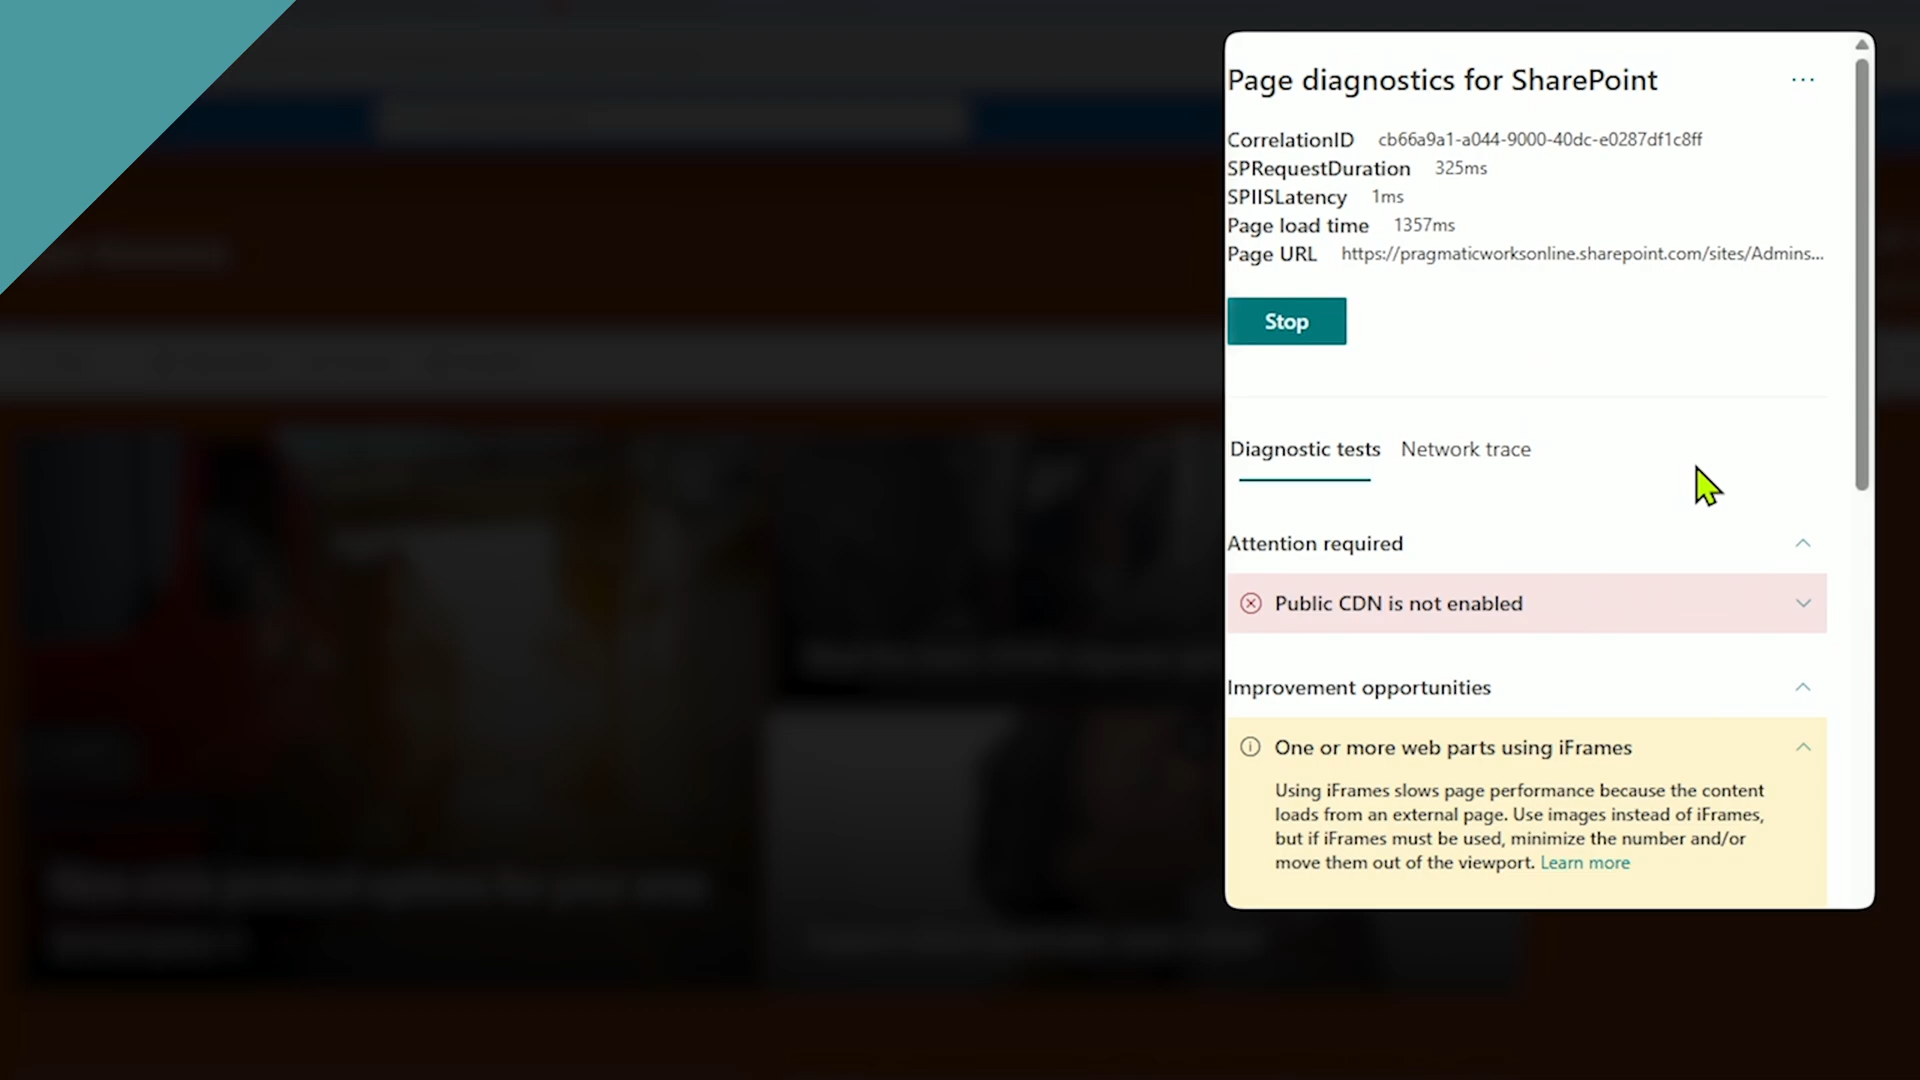 Page diagnostics for SharePoint
CorrelationID cb66a9a1-a044-9000-40dc-e0287df1c8ff
SPRequestDuration 325ms
SPIISLatency 1ms
Page load time 1357ms
Page URL https://pragmaticworksonline.sharepoint.com/sites/Admins...
Stop
Diagnostic tests Network trace
Attention required
Public CDN is not enabled
Improvement opportunities
One or more web parts using iFrames
Using iFrames slows page performance because the content
loads from an external page. Use images instead of iFrames,
but if iFrames must be used, minimize the number and/or
move them out of the viewport. Learn more